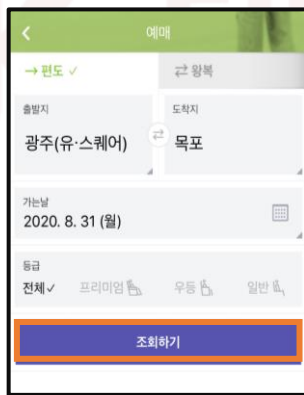 예매
→ 편도 ✓ ⇄ 왕복
출발지 도착지
광주(유·스퀘어) ⇄ 목포
가는날
2020. 8. 31 (월)
등급
전체✓ 프리미엄 우등 일반
조회하기